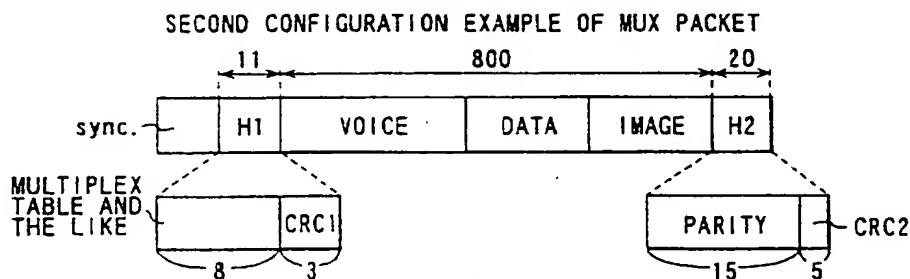 SECOND CONFIGURATION EXAMPLE OF MUX PACKET
11 800 20
sync. H1 VOICE DATA IMAGE H2
MULTIPLEX
TABLE AND
THE LIKE
CRC1 PARITY CRC2
8 3 15 5